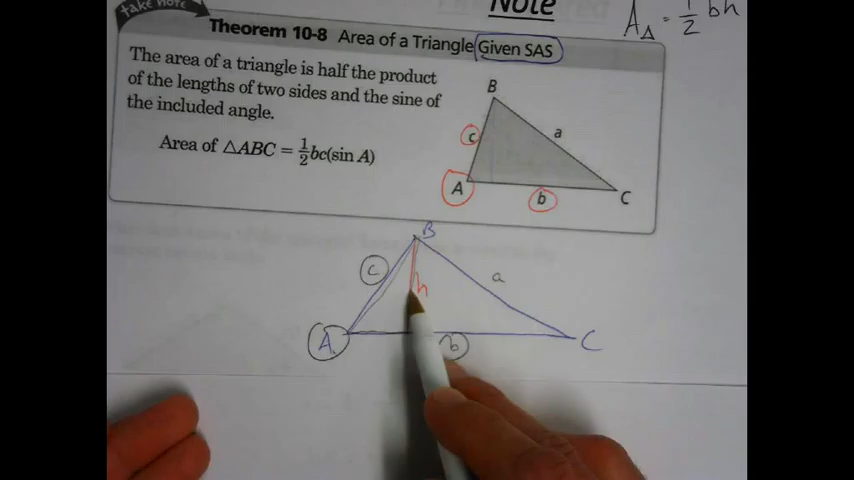 take note
Note
A△ = 1/2 bh
Theorem 10-8 Area of a Triangle Given SAS
The area of a triangle is half the product
of the lengths of two sides and the sine of
the included angle.
Area of △ABC = 1/2 bc(sin A)
B
c
a
A
b
C
B
c
a
h
A
b
C